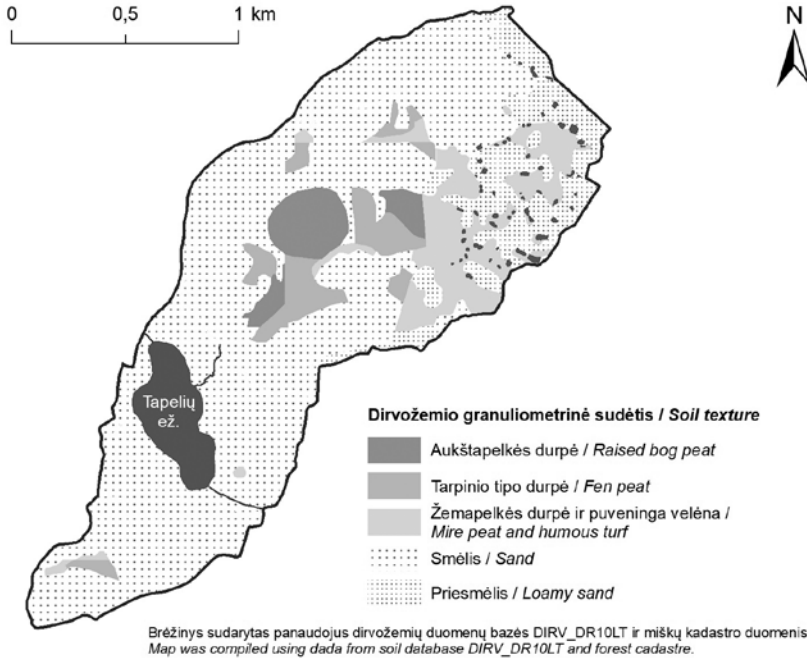 0 0,5 1 km
N
Tapelių
ež.
Dirvožemio granuliometrinė sudėtis / Soil texture
Aukštapelkės durpė / Raised bog peat
Tarpinio tipo durpė / Fen peat
Žemapelkės durpė ir puveninga velėna /
Mire peat and humous turf
Smėlis / Sand
Priesmėlis / Loamy sand
Brėžinys sudarytas panaudojus dirvožemių duomenų bazės DIRV_DR10LT ir miškų kadastro duomenis
Map was compiled using dada from soil database DIRV_DR10LT and forest cadastre.